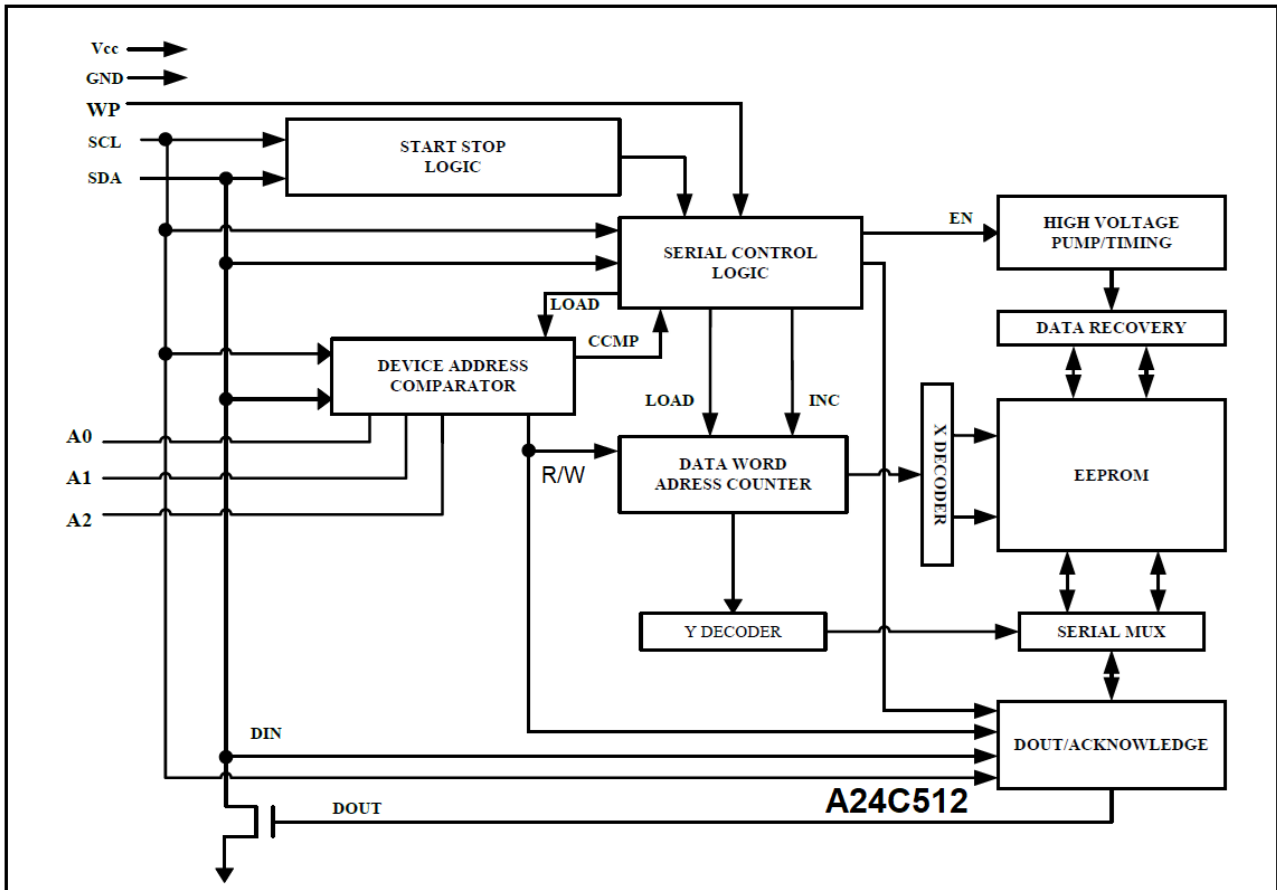 Vcc
GND
WP
SCL
SDA
START STOP
LOGIC
SERIAL CONTROL
LOGIC
EN
HIGH VOLTAGE
PUMP/TIMING
DATA RECOVERY
LOAD
CCMP
DEVICE ADDRESS
COMPARATOR
LOAD
INC
A0
A1
A2
R/W
DATA WORD
ADRESS COUNTER
X DECODER
EEPROM
Y DECODER
SERIAL MUX
DIN
DOUT/ACKNOWLEDGE
A24C512
DOUT